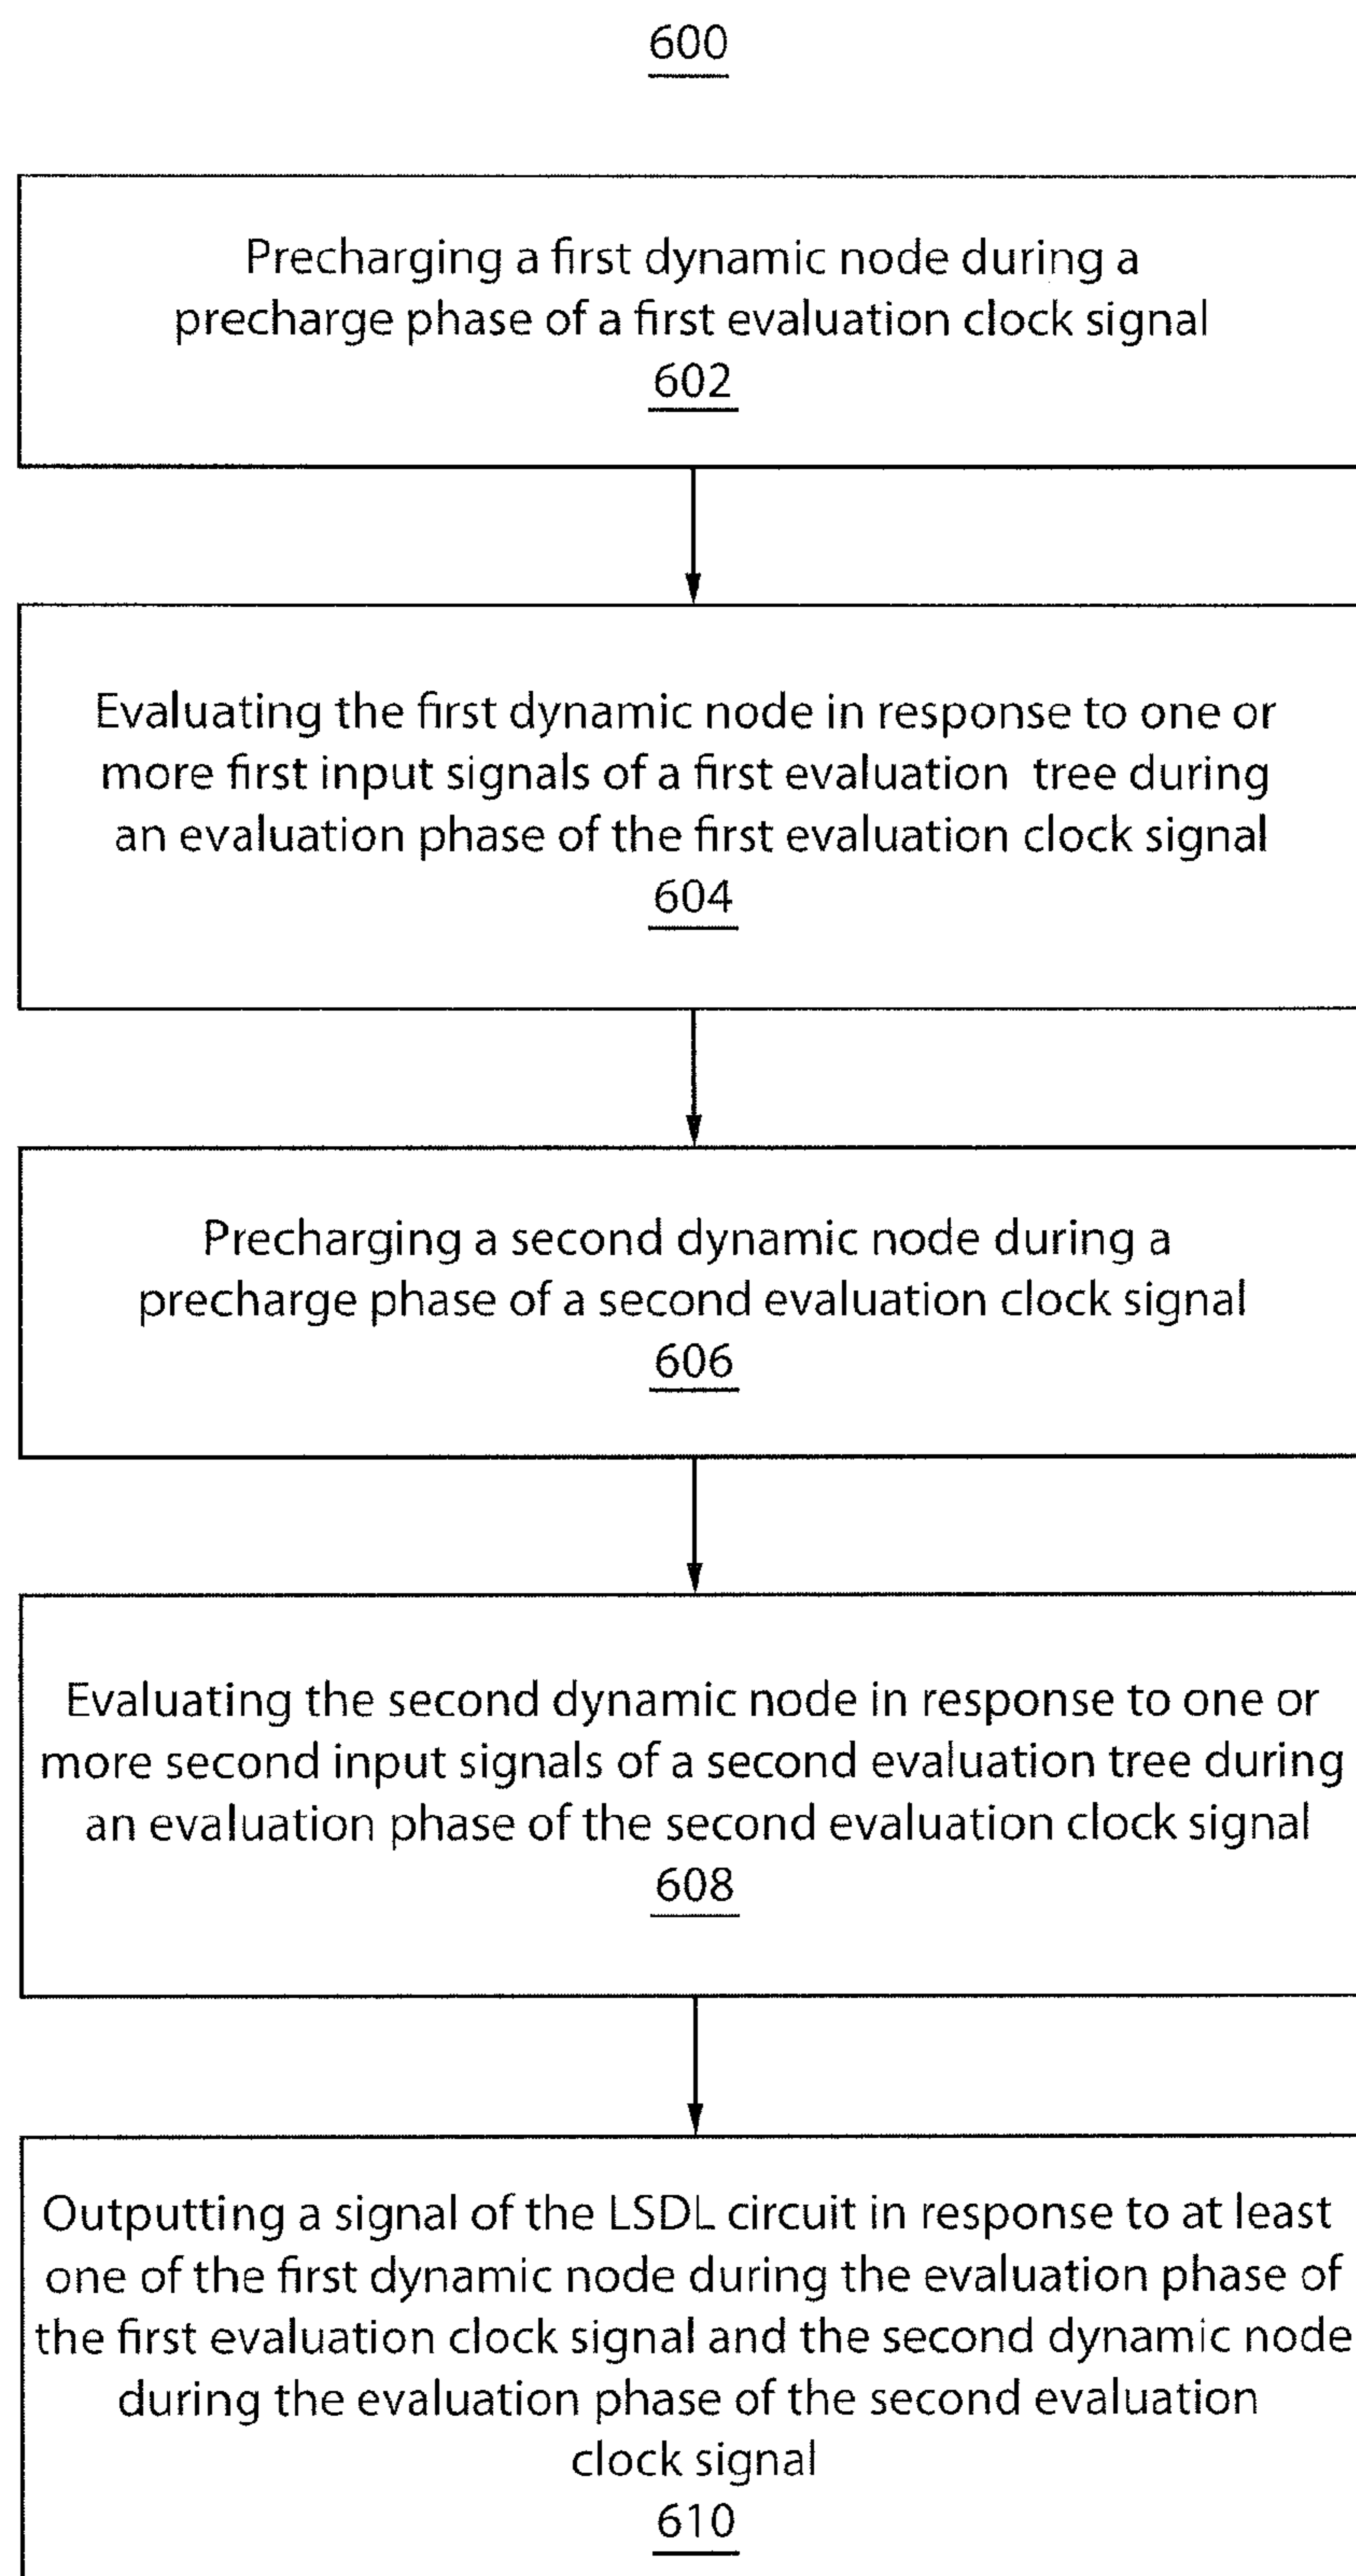 600
Precharging a first dynamic node during a
precharge phase of a first evaluation clock signal
602
Evaluating the first dynamic node in response to one or
more first input signals of a first evaluation tree during
an evaluation phase of the first evaluation clock signal
604
Precharging a second dynamic node during a
precharge phase of a second evaluation clock signal
606
Evaluating the second dynamic node in response to one or
more second input signals of a second evaluation tree during
an evaluation phase of the second evaluation clock signal
608
Outputting a signal of the LSDL circuit in response to at least
one of the first dynamic node during the evaluation phase of
the first evaluation clock signal and the second dynamic node
during the evaluation phase of the second evaluation
clock signal
610